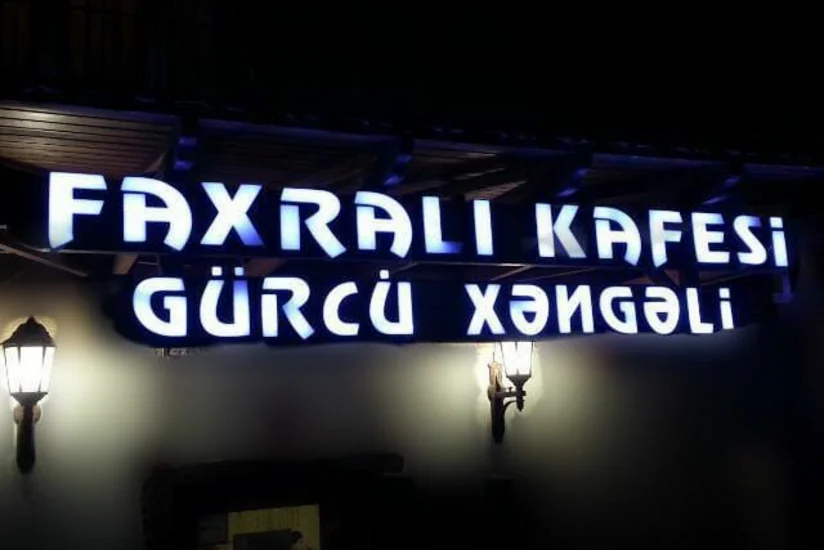 FAXRALI KAFESİ
GÜRCÜ XƏNGƏLİ